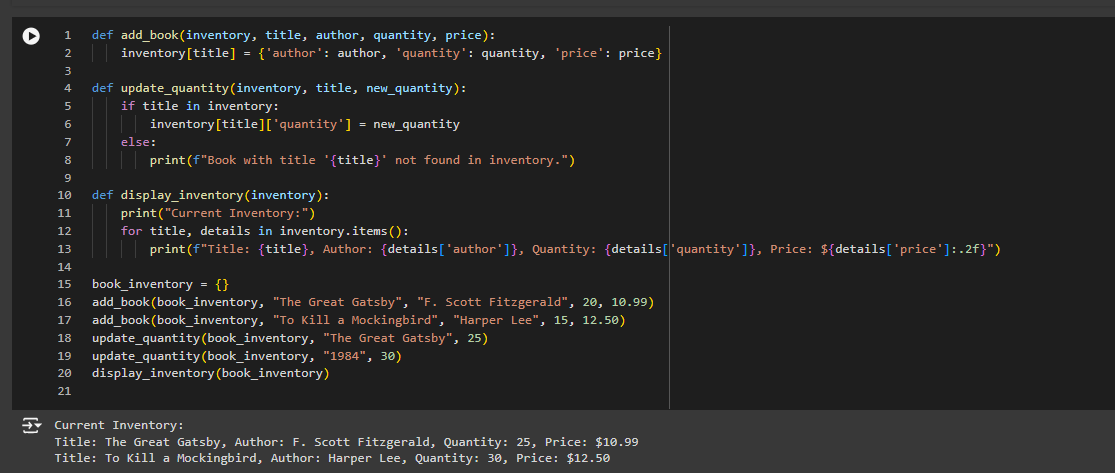 1 def add_book(inventory, title, author, quantity, price):
2     inventory[title] = {'author': author, 'quantity': quantity, 'price': price}
3
4 def update_quantity(inventory, title, new_quantity):
5     if title in inventory:
6         inventory[title]['quantity'] = new_quantity
7     else:
8         print(f"Book with title '{title}' not found in inventory.")
9
10 def display_inventory(inventory):
11     print("Current Inventory:")
12     for title, details in inventory.items():
13         print(f"Title: {title}, Author: {details['author']}, Quantity: {details['quantity']}, Price: ${details['price']:.2f}")
14
15 book_inventory = {}
16 add_book(book_inventory, "The Great Gatsby", "F. Scott Fitzgerald", 20, 10.99)
17 add_book(book_inventory, "To Kill a Mockingbird", "Harper Lee", 15, 12.50)
18 update_quantity(book_inventory, "The Great Gatsby", 25)
19 update_quantity(book_inventory, "1984", 30)
20 display_inventory(book_inventory)
21
Current Inventory:
Title: The Great Gatsby, Author: F. Scott Fitzgerald, Quantity: 25, Price: $10.99
Title: To Kill a Mockingbird, Author: Harper Lee, Quantity: 30, Price: $12.50